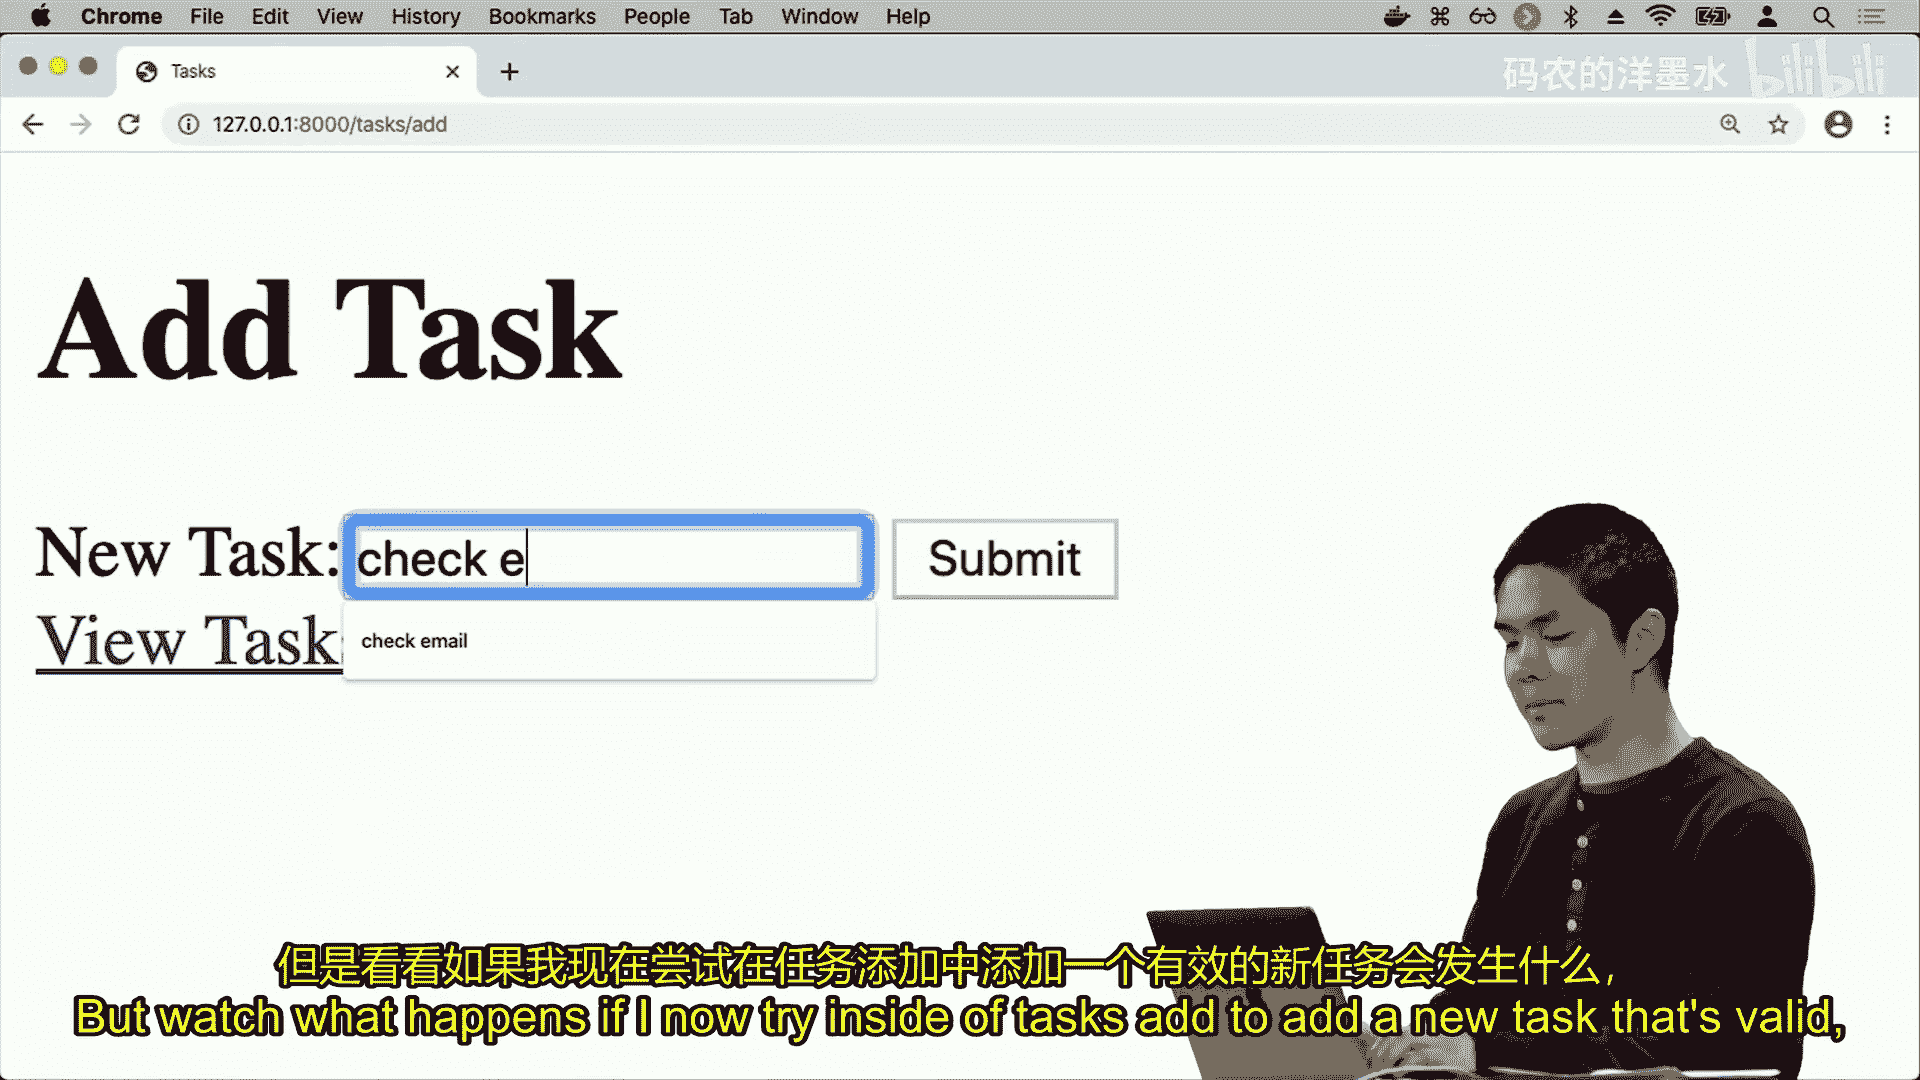 Chrome File Edit View History Bookmarks People Tab Window Help
Tasks
码农的洋墨水 bilibili
127.0.0.1:8000/tasks/add
Add Task
New Task: check e Submit
View Task
check email
但是看看如果我现在尝试在任务添加中添加一个有效的新任务会发生什么，
But watch what happens if I now try inside of tasks add to add a new task that's valid,